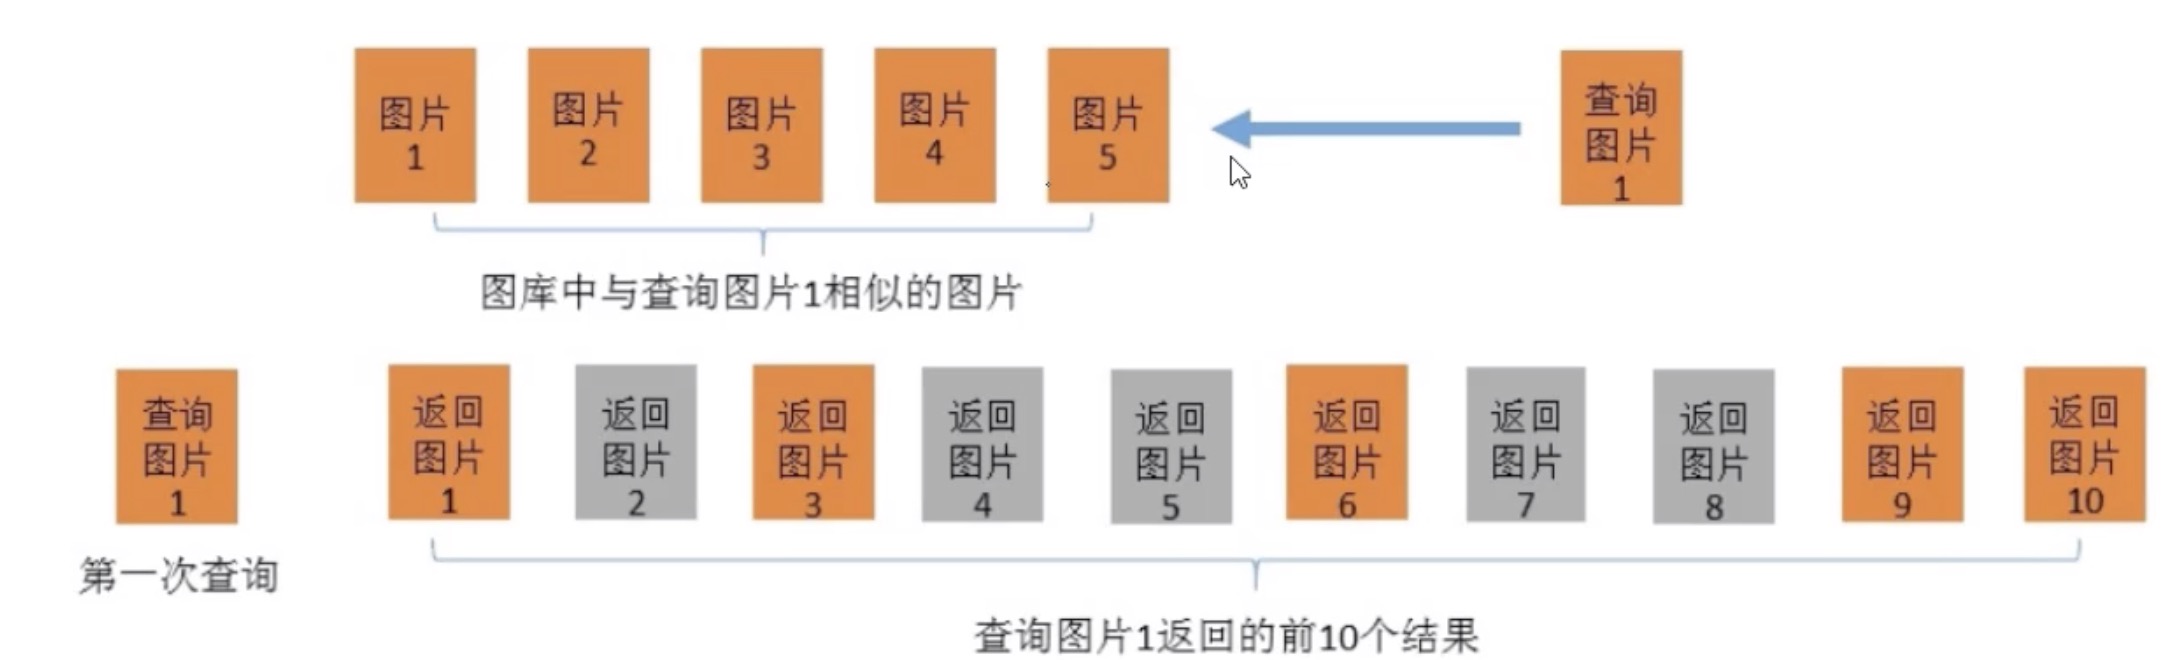 图片
1
图片
2
图片
3
图片
4
图片
5
查询
图片
1
图库中与查询图片1相似的图片
查询
图片
1
返回
图片
1
返回
图片
2
返回
图片
3
返回
图片
4
返回
图片
5
返回
图片
6
返回
图片
7
返回
图片
8
返回
图片
9
返回
图片
10
第一次查询
查询图片1返回的前10个结果